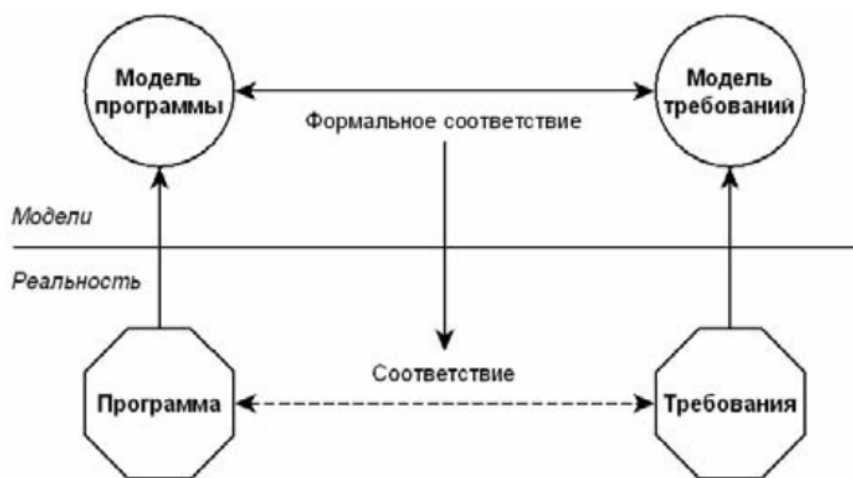 Модель
программы
Модель
требований
Формальное соответствие
Модели
Реальность
Соответствие
Программа
Требования